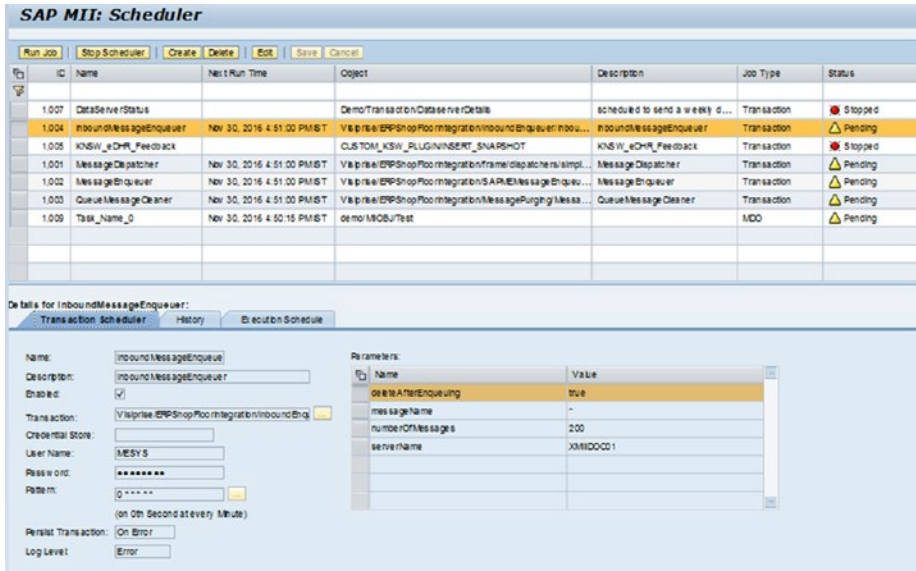 SAP MII: Scheduler
Run Job Stop Scheduler Create Delete Edit Save Cancel
ID Name Next Run Time Object Description Job Type Status
1,007 DataServerStatus Demo/Transaction/DataserverDetails scheduled to send a weekly d... Transaction Stopped
1,004 InboundMessageEnqueuer Nov 30, 2016 4:51:00 PM IST Visiprise/ERPShopFloorIntegration/InboundEnqueuer/Inbou... InboundMessageEnqueuer Transaction Pending
1,005 KNSW_eDHR_Feedback CUSTOM_KSW_PLUGIN/INSERT_SNAPSHOT KNSW_eDHR_Feedback Transaction Stopped
1,001 MessageDispatcher Nov 30, 2016 4:51:00 PM IST Visiprise/ERPShopFloorIntegration/frame/dispatchers/simpl... MessageDispatcher Transaction Pending
1,002 MessageEnqueuer Nov 30, 2016 4:51:00 PM IST Visiprise/ERPShopFloorIntegration/SAPMEMessageEnqueu... MessageEnqueuer Transaction Pending
1,003 QueueMessageCleaner Nov 30, 2016 4:51:00 PM IST Visiprise/ERPShopFloorIntegration/MessagePurging/Messa... QueueMessageCleaner Transaction Pending
1,009 Task_Name_0 Nov 30, 2016 4:50:15 PM IST demo/MIOBJ/Test MDO Pending
Details for InboundMessageEnqueuer:
Transaction Scheduler History Execution Schedule
Name: InboundMessageEnqueue
Description: InboundMessageEnqueuer
Enabled:
Transaction: Visiprise/ERPShopFloorIntegration/InboundEnq ...
Credential Store:
User Name: MESYS
Password: ••••••••
Pattern: 0 * * * * * ...
(on 0th Second at every Minute)
Persist Transaction: On Error
Log Level: Error
Parameters:
Name Value
deleteAfterEnqueuing true
messageName -
numberOfMessages 200
serverName XMIIDOC01